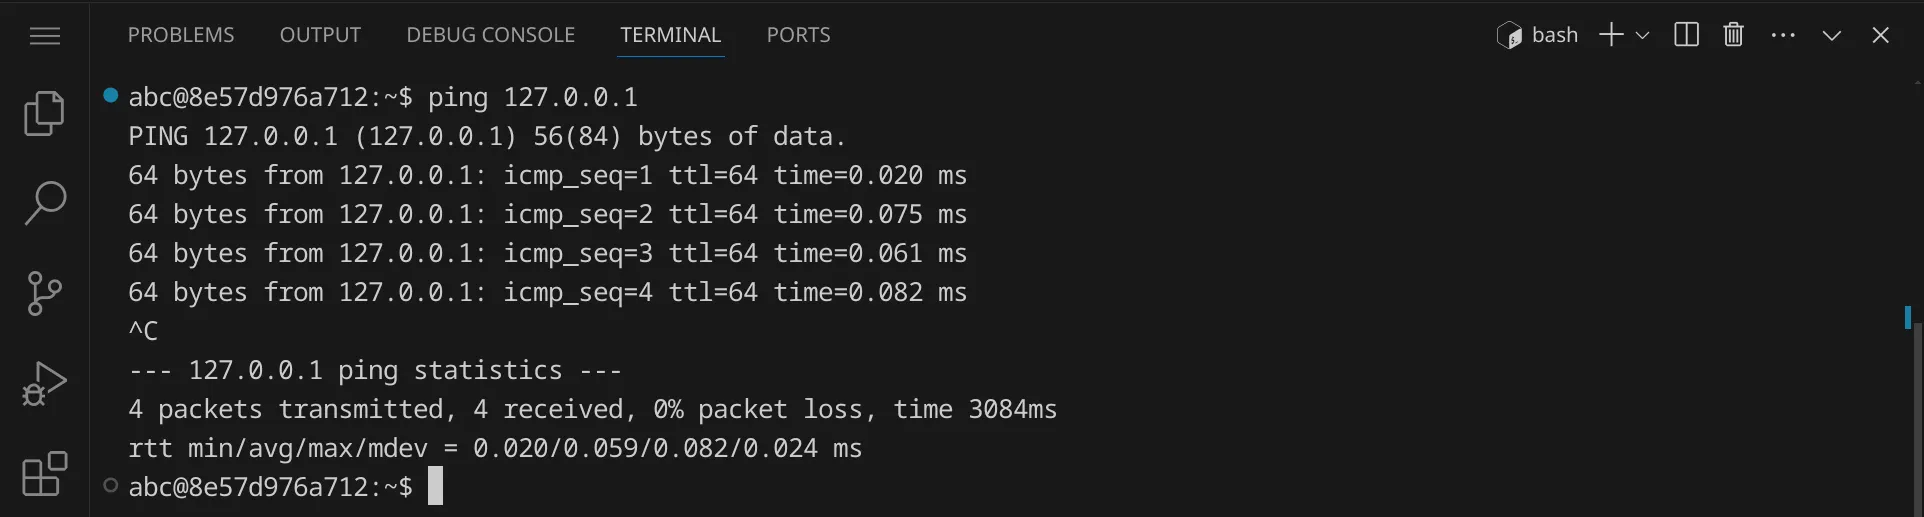 PROBLEMS OUTPUT DEBUG CONSOLE TERMINAL PORTS bash
abc@8e57d976a712:~$ ping 127.0.0.1
PING 127.0.0.1 (127.0.0.1) 56(84) bytes of data.
64 bytes from 127.0.0.1: icmp_seq=1 ttl=64 time=0.020 ms
64 bytes from 127.0.0.1: icmp_seq=2 ttl=64 time=0.075 ms
64 bytes from 127.0.0.1: icmp_seq=3 ttl=64 time=0.061 ms
64 bytes from 127.0.0.1: icmp_seq=4 ttl=64 time=0.082 ms
^C
--- 127.0.0.1 ping statistics ---
4 packets transmitted, 4 received, 0% packet loss, time 3084ms
rtt min/avg/max/mdev = 0.020/0.059/0.082/0.024 ms
abc@8e57d976a712:~$